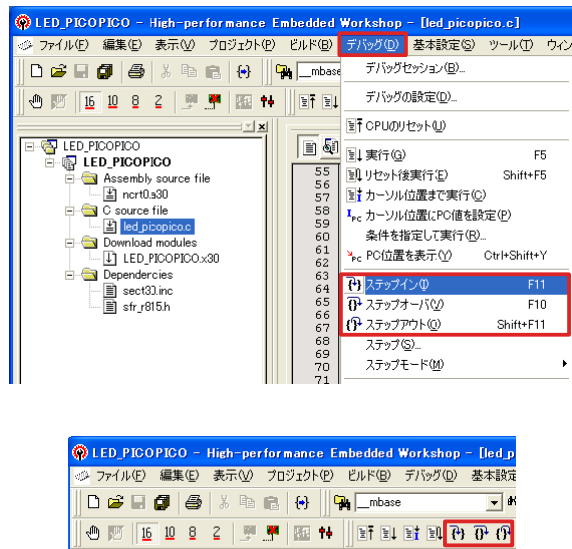 LED_PICOPICO - High-performance Embedded Workshop - [led_picopico.c]
ファイル(F) 編集(E) 表示(V) プロジェクト(P) ビルド(B) デバッグ(D) 基本設定(S) ツール(T) ウィン
__mbase
16 10 8 2
LED_PICOPICO
LED_PICOPICO
Assembly source file
ncrt0.a30
C source file
led_picopico.c
Download modules
LED_PICOPICO.x30
Dependencies
sect30.inc
sfr_r815.h
55
56
57
58
59
60
61
62
63
64
65
66
67
68
69
70
71
デバッグセッション(B)...
デバッグの設定(D)...
CPUのリセット(U)
実行(G) F5
リセット後実行(E) Shift+F5
カーソル位置まで実行(C)
カーソル位置にPC値を設定(P)
条件を指定して実行(R)...
PC位置を表示(Y) Ctrl+Shift+Y
ステップイン(I) F11
ステップオーバ(V) F10
ステップアウト(O) Shift+F11
ステップ(S)...
ステップモード(M)
LED_PICOPICO - High-performance Embedded Workshop - [led_p
ファイル(F) 編集(E) 表示(V) プロジェクト(P) ビルド(B) デバッグ(D) 基本設定
__mbase
16 10 8 2